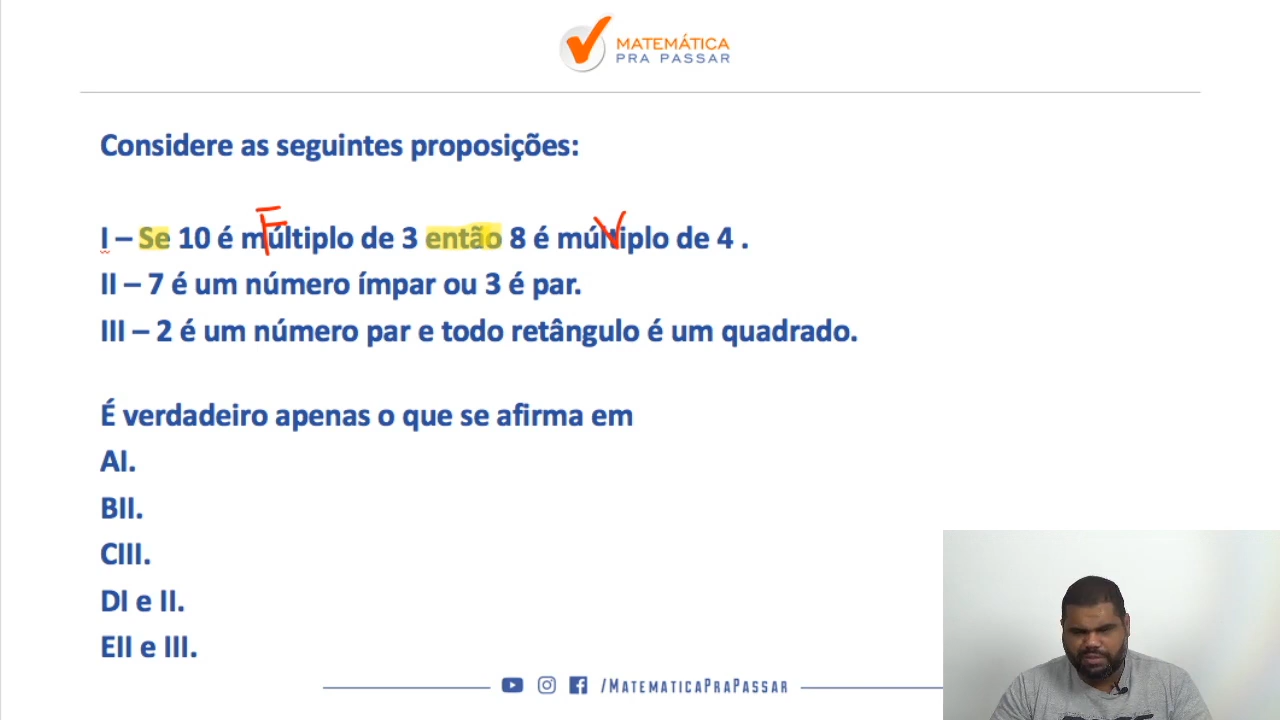 MATEMÁTICA
PRA PASSAR
Considere as seguintes proposições:
F V
I – Se 10 é múltiplo de 3 então 8 é múltiplo de 4 .
II – 7 é um número ímpar ou 3 é par.
III – 2 é um número par e todo retângulo é um quadrado.
É verdadeiro apenas o que se afirma em
AI.
BII.
CIII.
DI e II.
EII e III.
/MATEMATICAPRAPASSAR